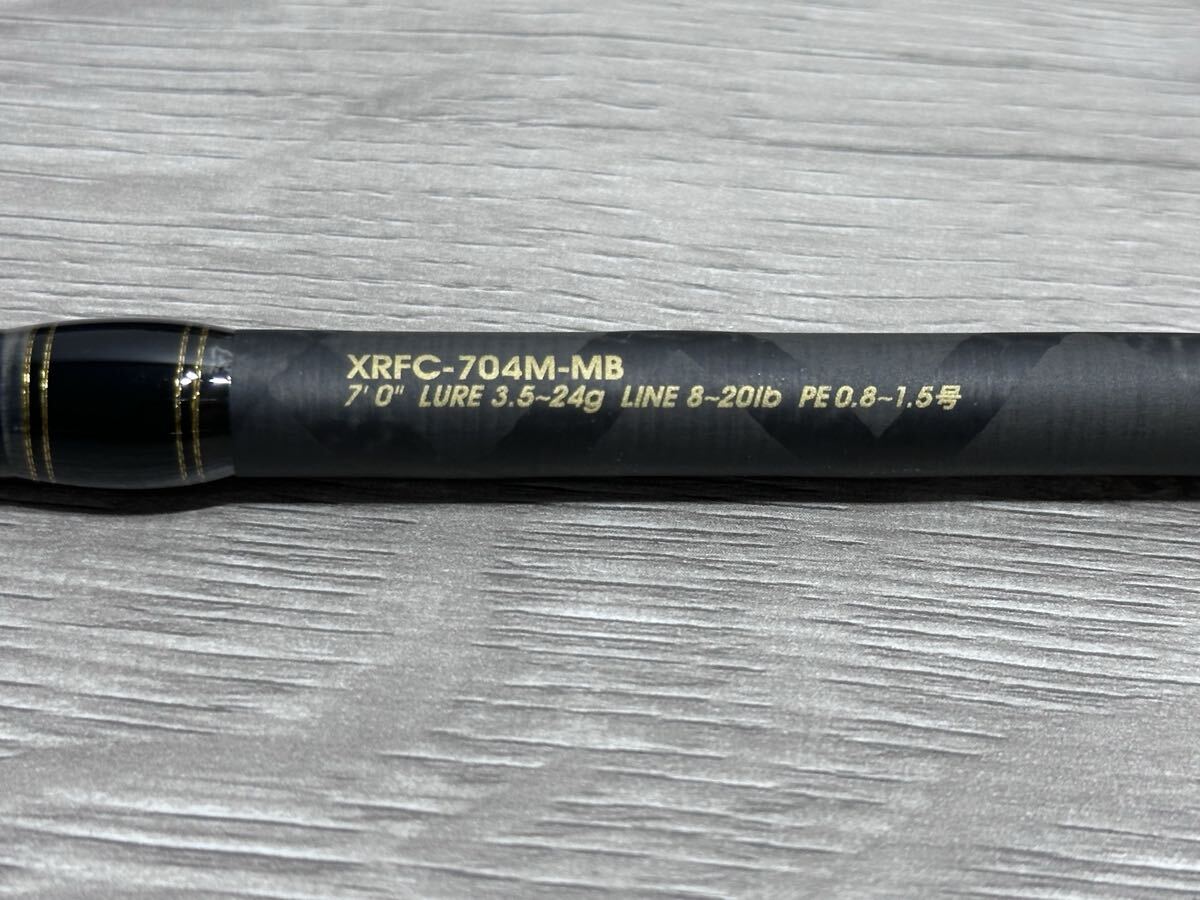 XRFC-704M-MB
7'0" LURE 3.5~24g LINE 8~20lb PE 0.8~1.5号